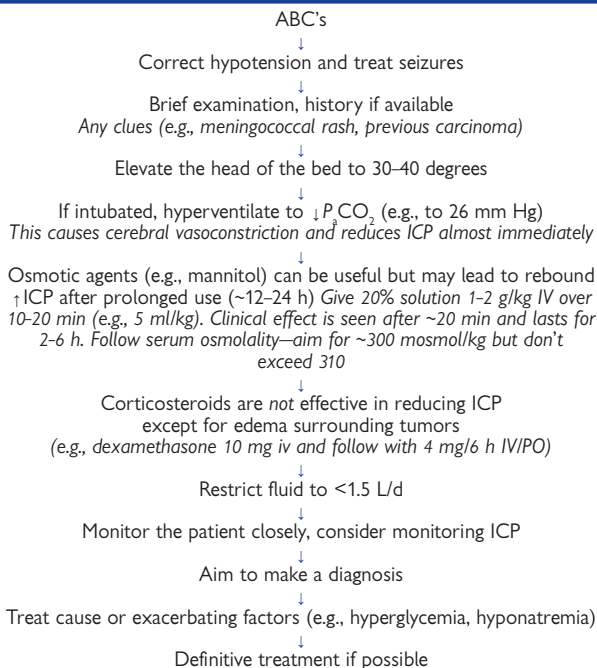 ABC's
↓
Correct hypotension and treat seizures
↓
Brief examination, history if available
Any clues (e.g., meningococcal rash, previous carcinoma)
↓
Elevate the head of the bed to 30–40 degrees
↓
If intubated, hyperventilate to ↓PₐCO₂ (e.g., to 26 mm Hg)
This causes cerebral vasoconstriction and reduces ICP almost immediately
↓
Osmotic agents (e.g., mannitol) can be useful but may lead to rebound
↑ICP after prolonged use (~12–24 h) Give 20% solution 1–2 g/kg IV over
10-20 min (e.g., 5 ml/kg). Clinical effect is seen after ~20 min and lasts for
2-6 h. Follow serum osmolality—aim for ~300 mosmol/kg but don't
exceed 310
↓
Corticosteroids are not effective in reducing ICP
except for edema surrounding tumors
(e.g., dexamethasone 10 mg iv and follow with 4 mg/6 h IV/PO)
↓
Restrict fluid to <1.5 L/d
↓
Monitor the patient closely, consider monitoring ICP
↓
Aim to make a diagnosis
↓
Treat cause or exacerbating factors (e.g., hyperglycemia, hyponatremia)
↓
Definitive treatment if possible